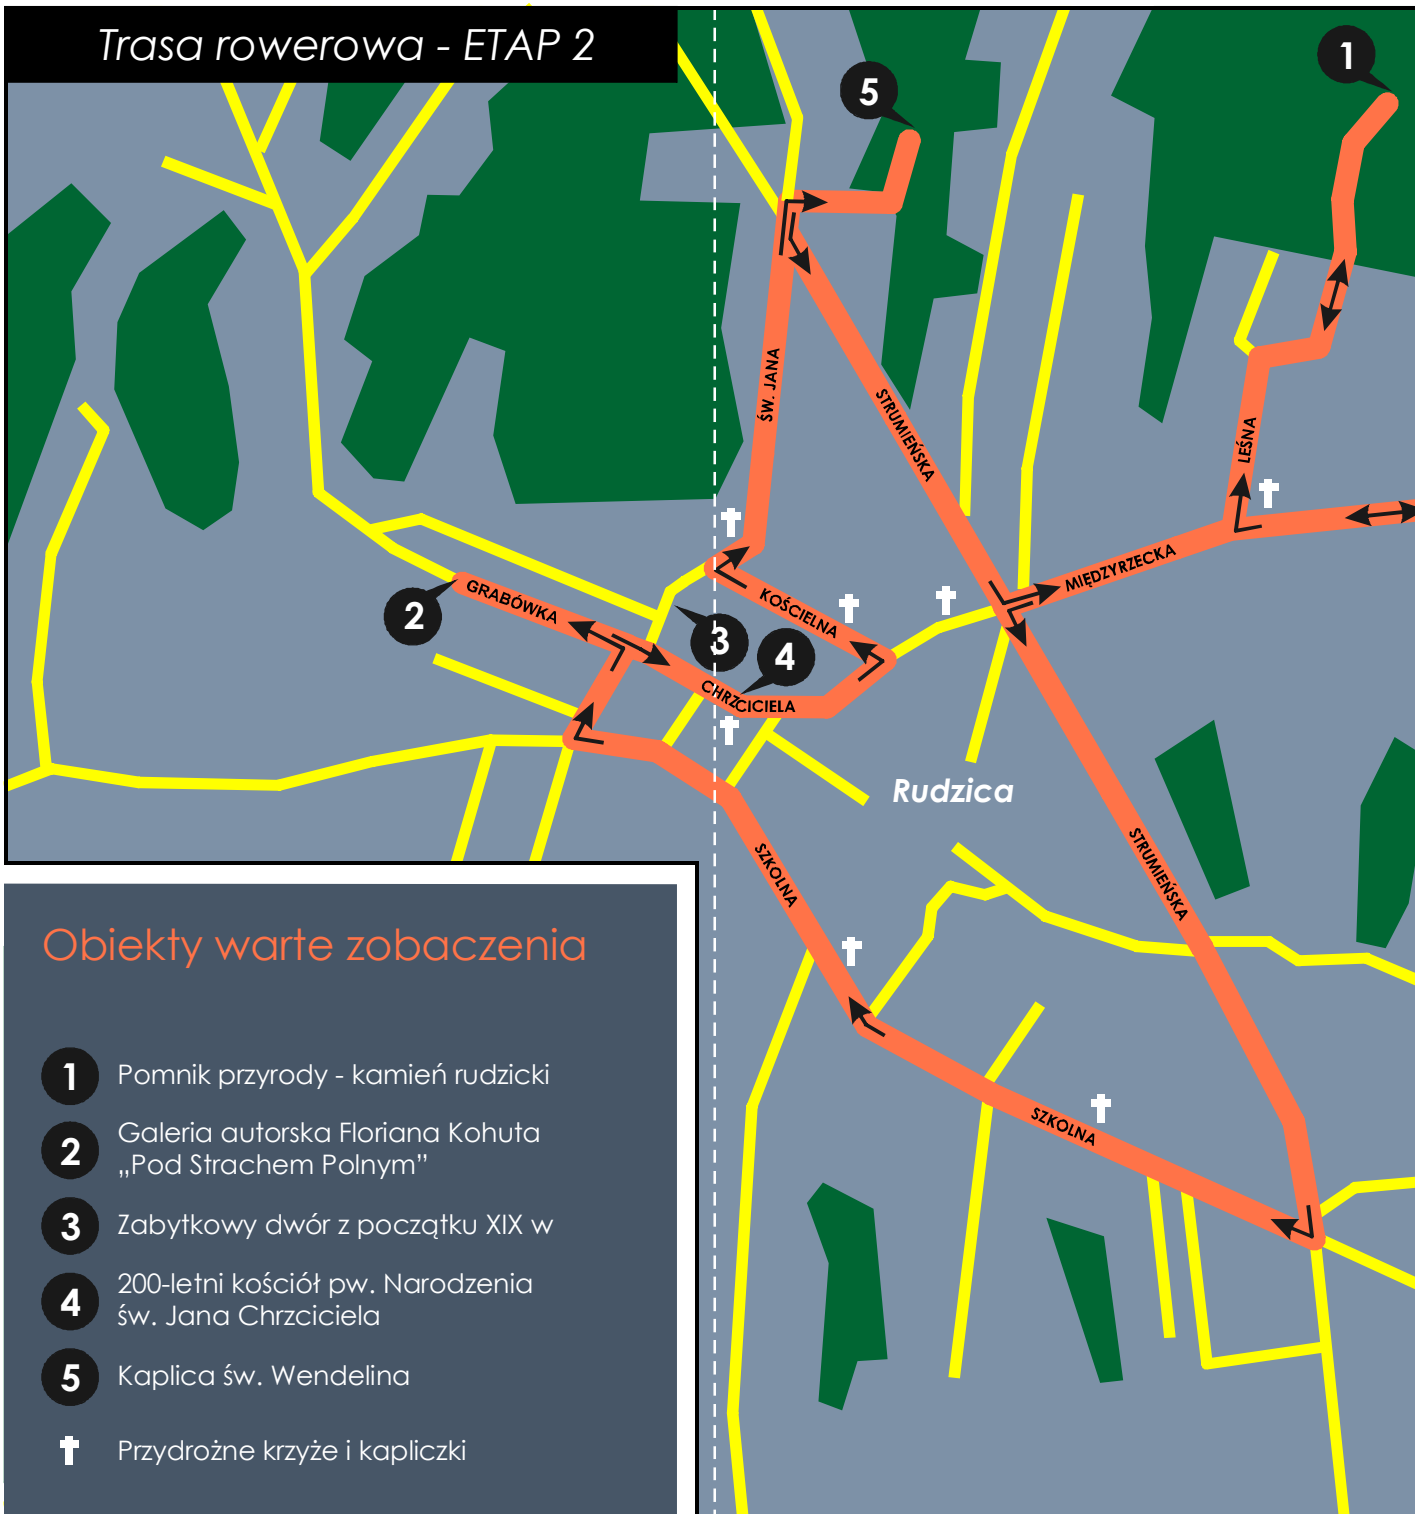 Trasa rowerowa - ETAP 2
1
5
ŚW. JANA
STRUMIEŃSKA
LEŚNA
MIĘDZYRZECKA
GRABÓWKA
KOŚCIELNA
2
3
4
CHRZCICIELA
Rudzica
SZKOLNA
STRUMIEŃSKA
SZKOLNA
Obiekty warte zobaczenia
1 Pomnik przyrody - kamień rudzicki
2 Galeria autorska Floriana Kohuta
„Pod Strachem Polnym”
3 Zabytkowy dwór z początku XIX w
4 200-letni kościół pw. Narodzenia
św. Jana Chrzciciela
5 Kaplica św. Wendelina
Przydrożne krzyże i kapliczki